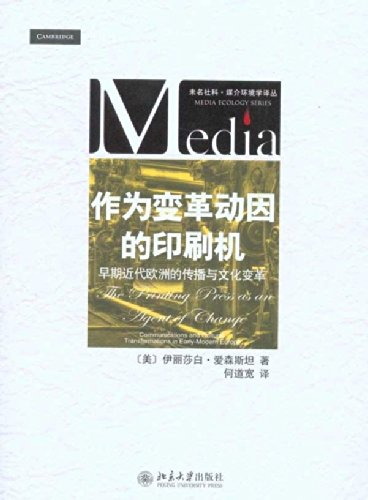 CAMBRIDGE
未名社科·媒介环境学译丛
MEDIA ECOLOGY SERIES
Media
作为变革动因
的印刷机
早期近代欧洲的传播与文化变革
The Printing Press as an
Agent of Change
Communications and Cultural
Transformations in Early-Modern Europe
〔美〕伊丽莎白·爱森斯坦 著
何道宽 译
北京大学出版社
PEKING UNIVERSITY PRESS